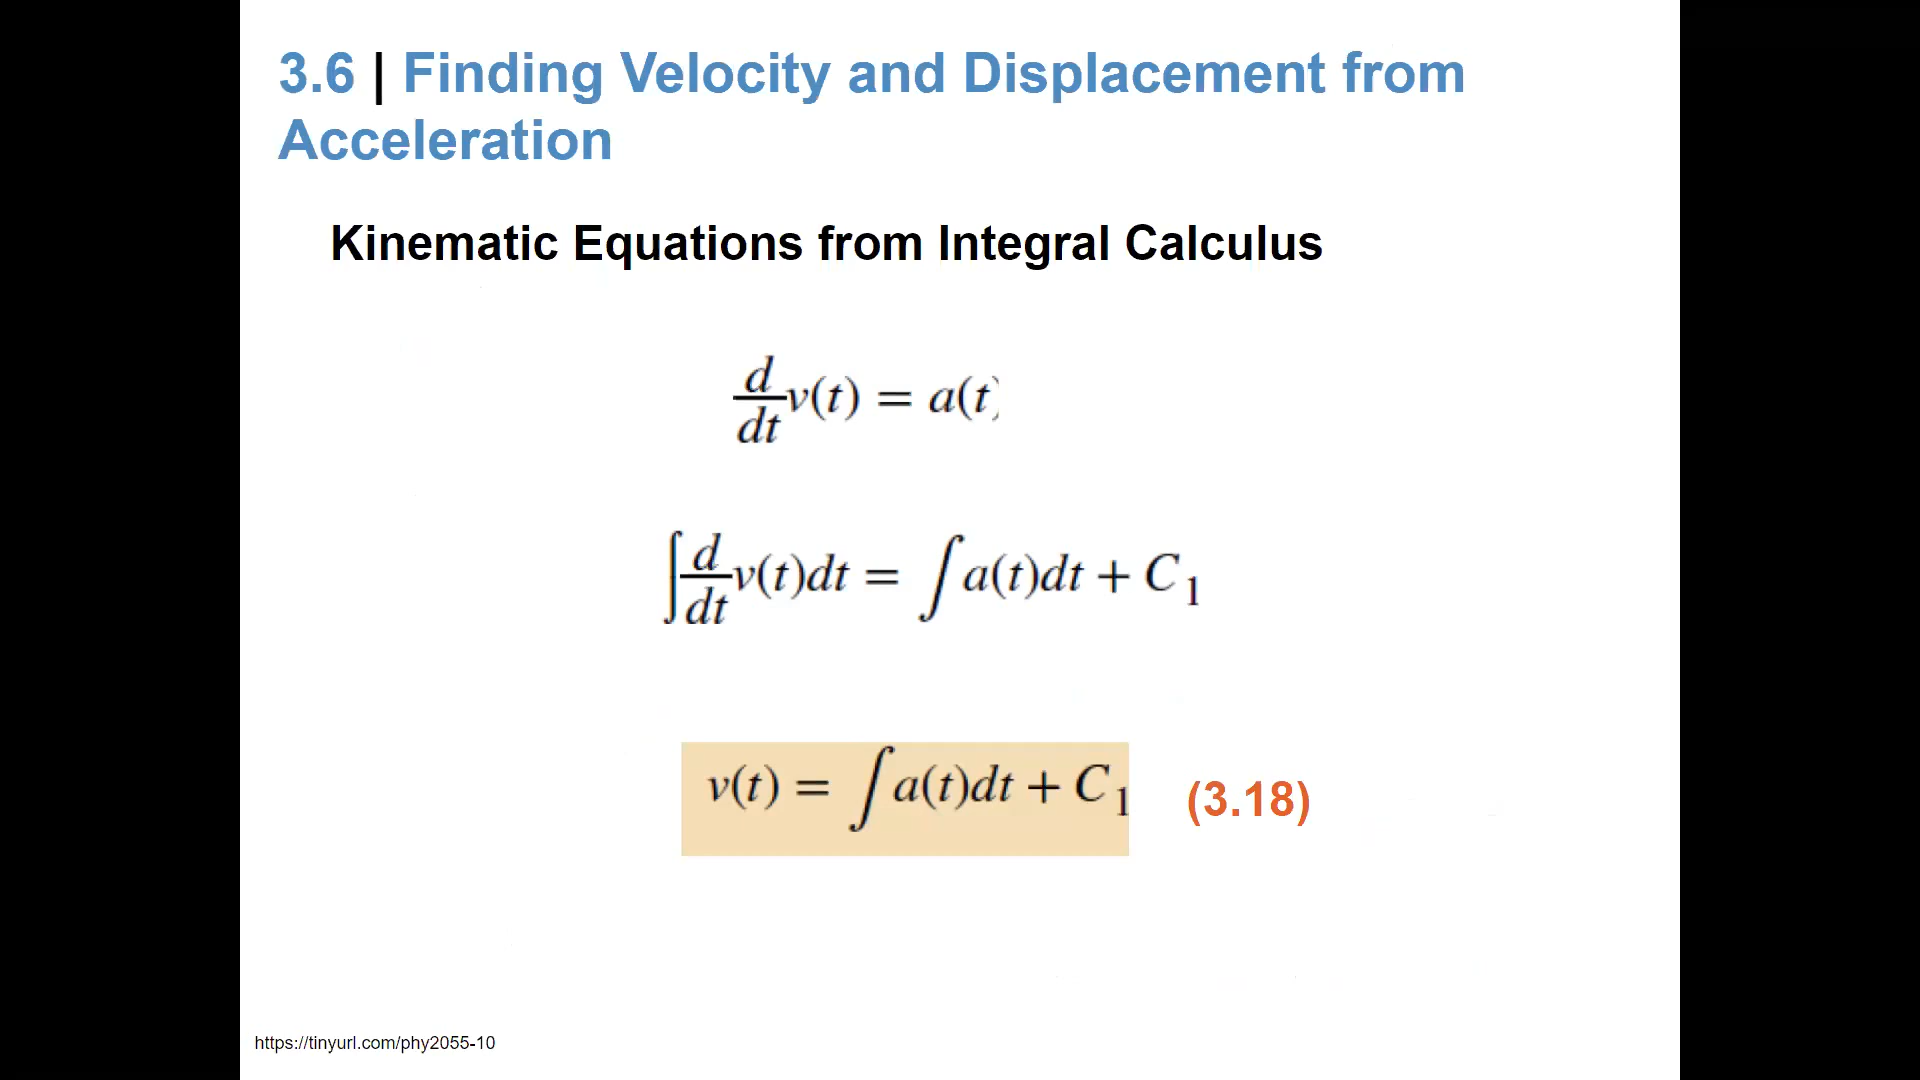 3.6 | Finding Velocity and Displacement from
Acceleration
Kinematic Equations from Integral Calculus
d/dt v(t) = a(t)
∫ d/dt v(t)dt = ∫ a(t)dt + C₁
v(t) = ∫ a(t)dt + C₁ (3.18)
https://tinyurl.com/phy2055-10